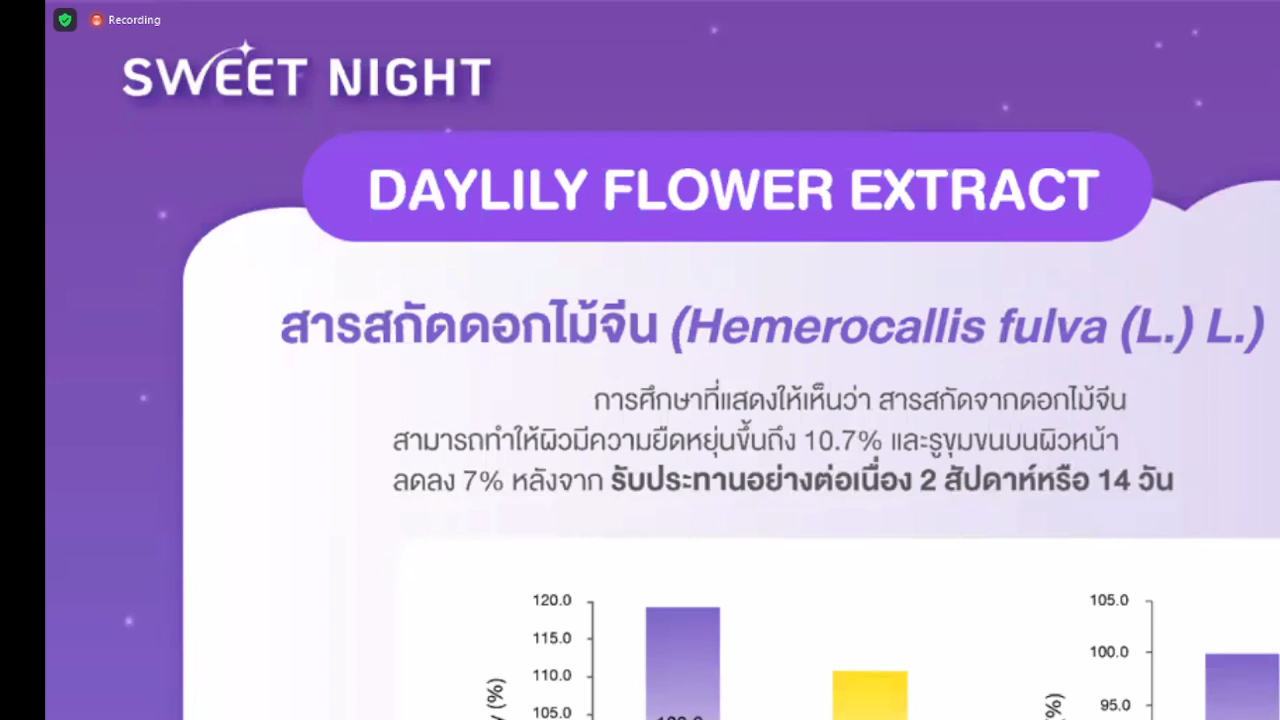 Recording
SWEET NIGHT
DAYLILY FLOWER EXTRACT
สารสกัดดอกไม้จีน (Hemerocallis fulva (L.) L.)
การศึกษาที่แสดงให้เห็นว่า สารสกัดจากดอกไม้จีน
สามารถทำให้ผิวมีความยืดหยุ่นขึ้นถึง 10.7% และรูขุมขนบนผิวหน้า
ลดลง 7% หลังจาก รับประทานอย่างต่อเนื่อง 2 สัปดาห์หรือ 14 วัน
120.0
115.0
110.0
105.0
(%)
105.0
100.0
95.0
(%)